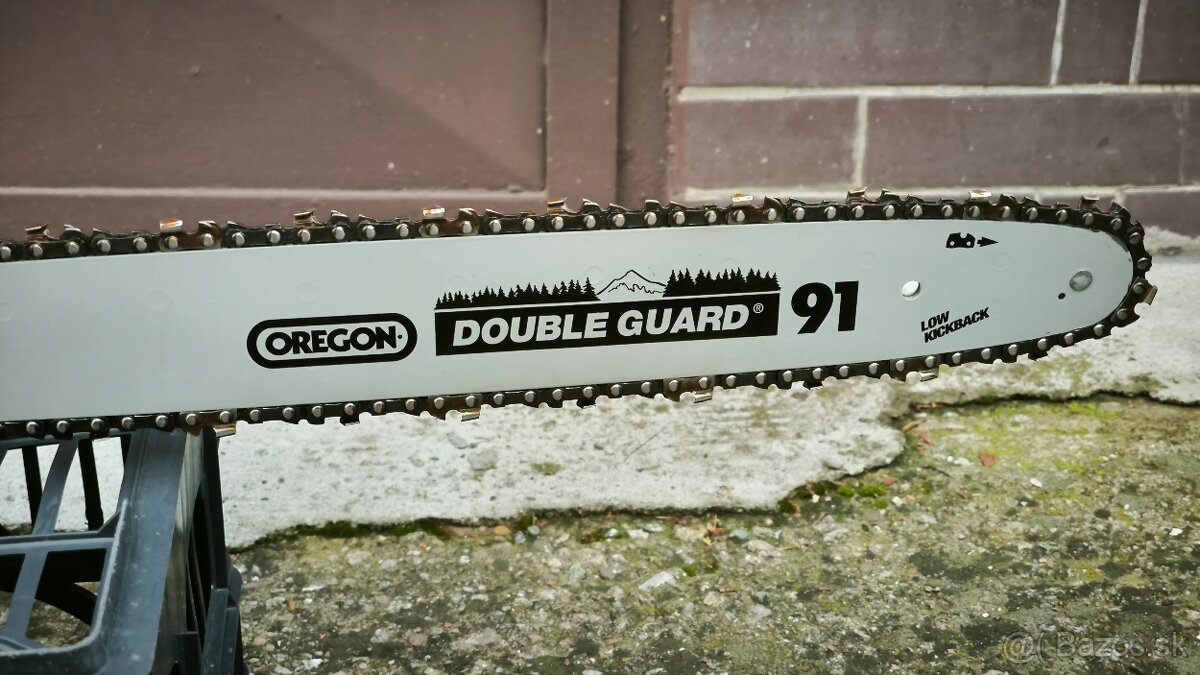 OREGON
DOUBLE GUARD® 91
LOW
KICKBACK
@( Bazos.sk